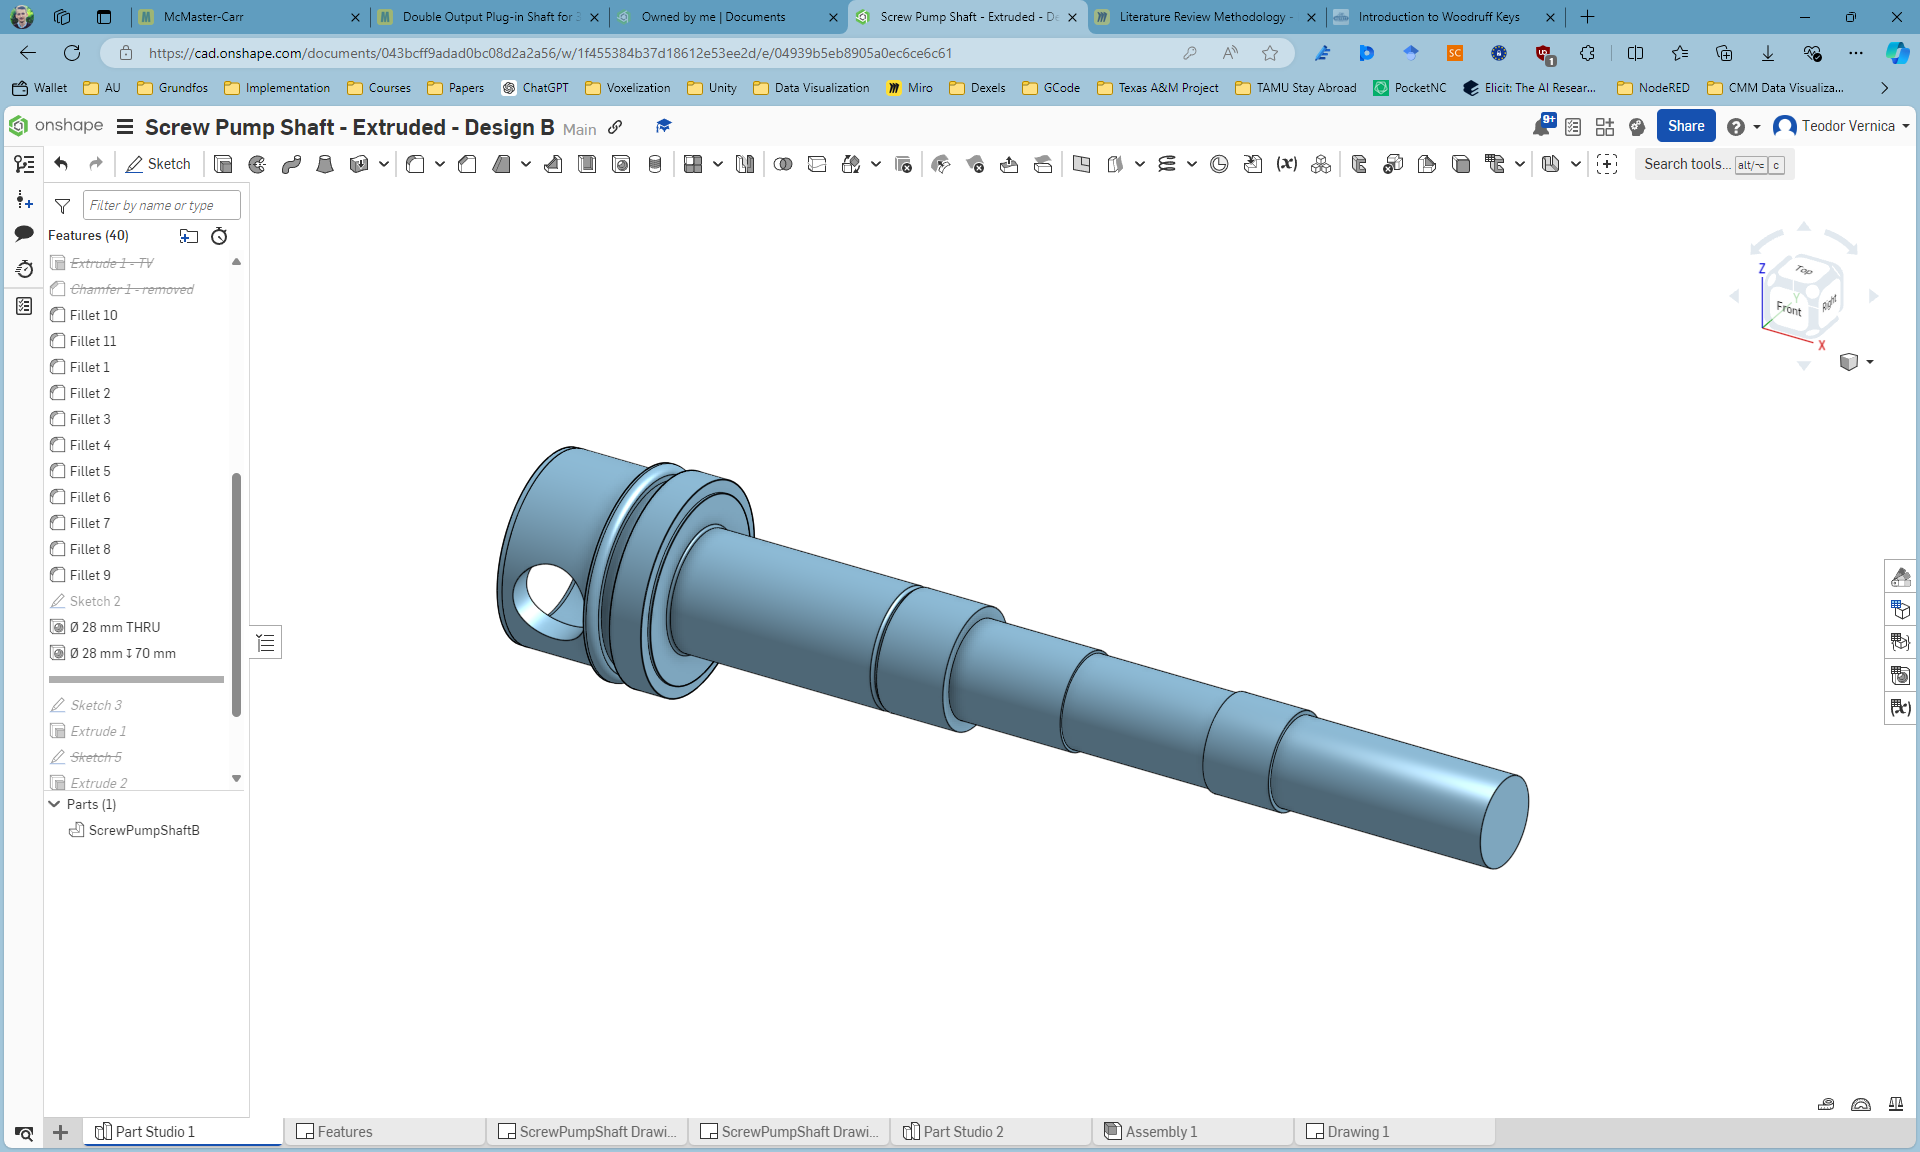 McMaster-Carr
Double Output Plug-in Shaft for 3
Owned by me | Documents
Screw Pump Shaft - Extruded - De
Literature Review Methodology -
Introduction to Woodruff Keys
https://cad.onshape.com/documents/043bcff9adad0bc08d2a2a56/w/1f455384b37d18612e53ee2d/e/04939b5eb8905a0ec6ce6c61
Wallet
AU
Grundfos
Implementation
Courses
Papers
ChatGPT
Voxelization
Unity
Data Visualization
Miro
Dexels
GCode
Texas A&M Project
TAMU Stay Abroad
PocketNC
Elicit: The AI Resear...
NodeRED
CMM Data Visualiza...
onshape
Screw Pump Shaft - Extruded - Design B
Main
9+
Share
Teodor Vernica
Sketch
Search tools... alt/⌥ c
Filter by name or type
Features (40)
Extrude 1 - TV
Chamfer 1 - removed
Fillet 10
Fillet 11
Fillet 1
Fillet 2
Fillet 3
Fillet 4
Fillet 5
Fillet 6
Fillet 7
Fillet 8
Fillet 9
Sketch 2
Ø 28 mm THRU
Ø 28 mm ↧ 70 mm
Sketch 3
Extrude 1
Sketch 5
Extrude 2
Parts (1)
ScrewPumpShaftB
Z
Top
Y
Front
Right
X
Part Studio 1
Features
ScrewPumpShaft Drawi...
ScrewPumpShaft Drawi...
Part Studio 2
Assembly 1
Drawing 1